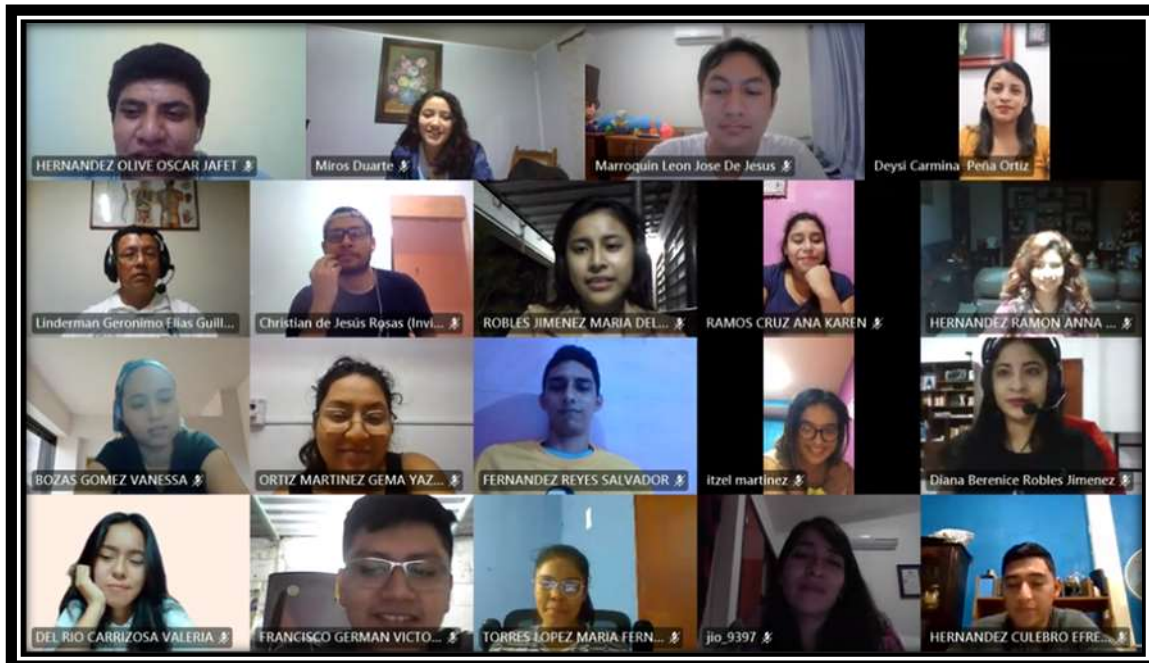 HERNANDEZ OLIVE OSCAR JAFET
Miros Duarte
Marroquin Leon Jose De Jesus
Deysi Carmina Peña Ortiz
Linderman Geronimo Elias Guill...
Christian de Jesús Rosas (Invi...
ROBLES JIMENEZ MARIA DEL...
RAMOS CRUZ ANA KAREN
HERNANDEZ RAMON ANNA ...
BOZAS GOMEZ VANESSA
ORTIZ MARTINEZ GEMA YAZ...
FERNANDEZ REYES SALVADOR
itzel martinez
Diana Berenice Robles Jimenez
DEL RIO CARRIZOSA VALERIA
FRANCISCO GERMAN VICTO...
TORRES LOPEZ MARIA FERN...
jio_9397
HERNANDEZ CULEBRO EFRE...